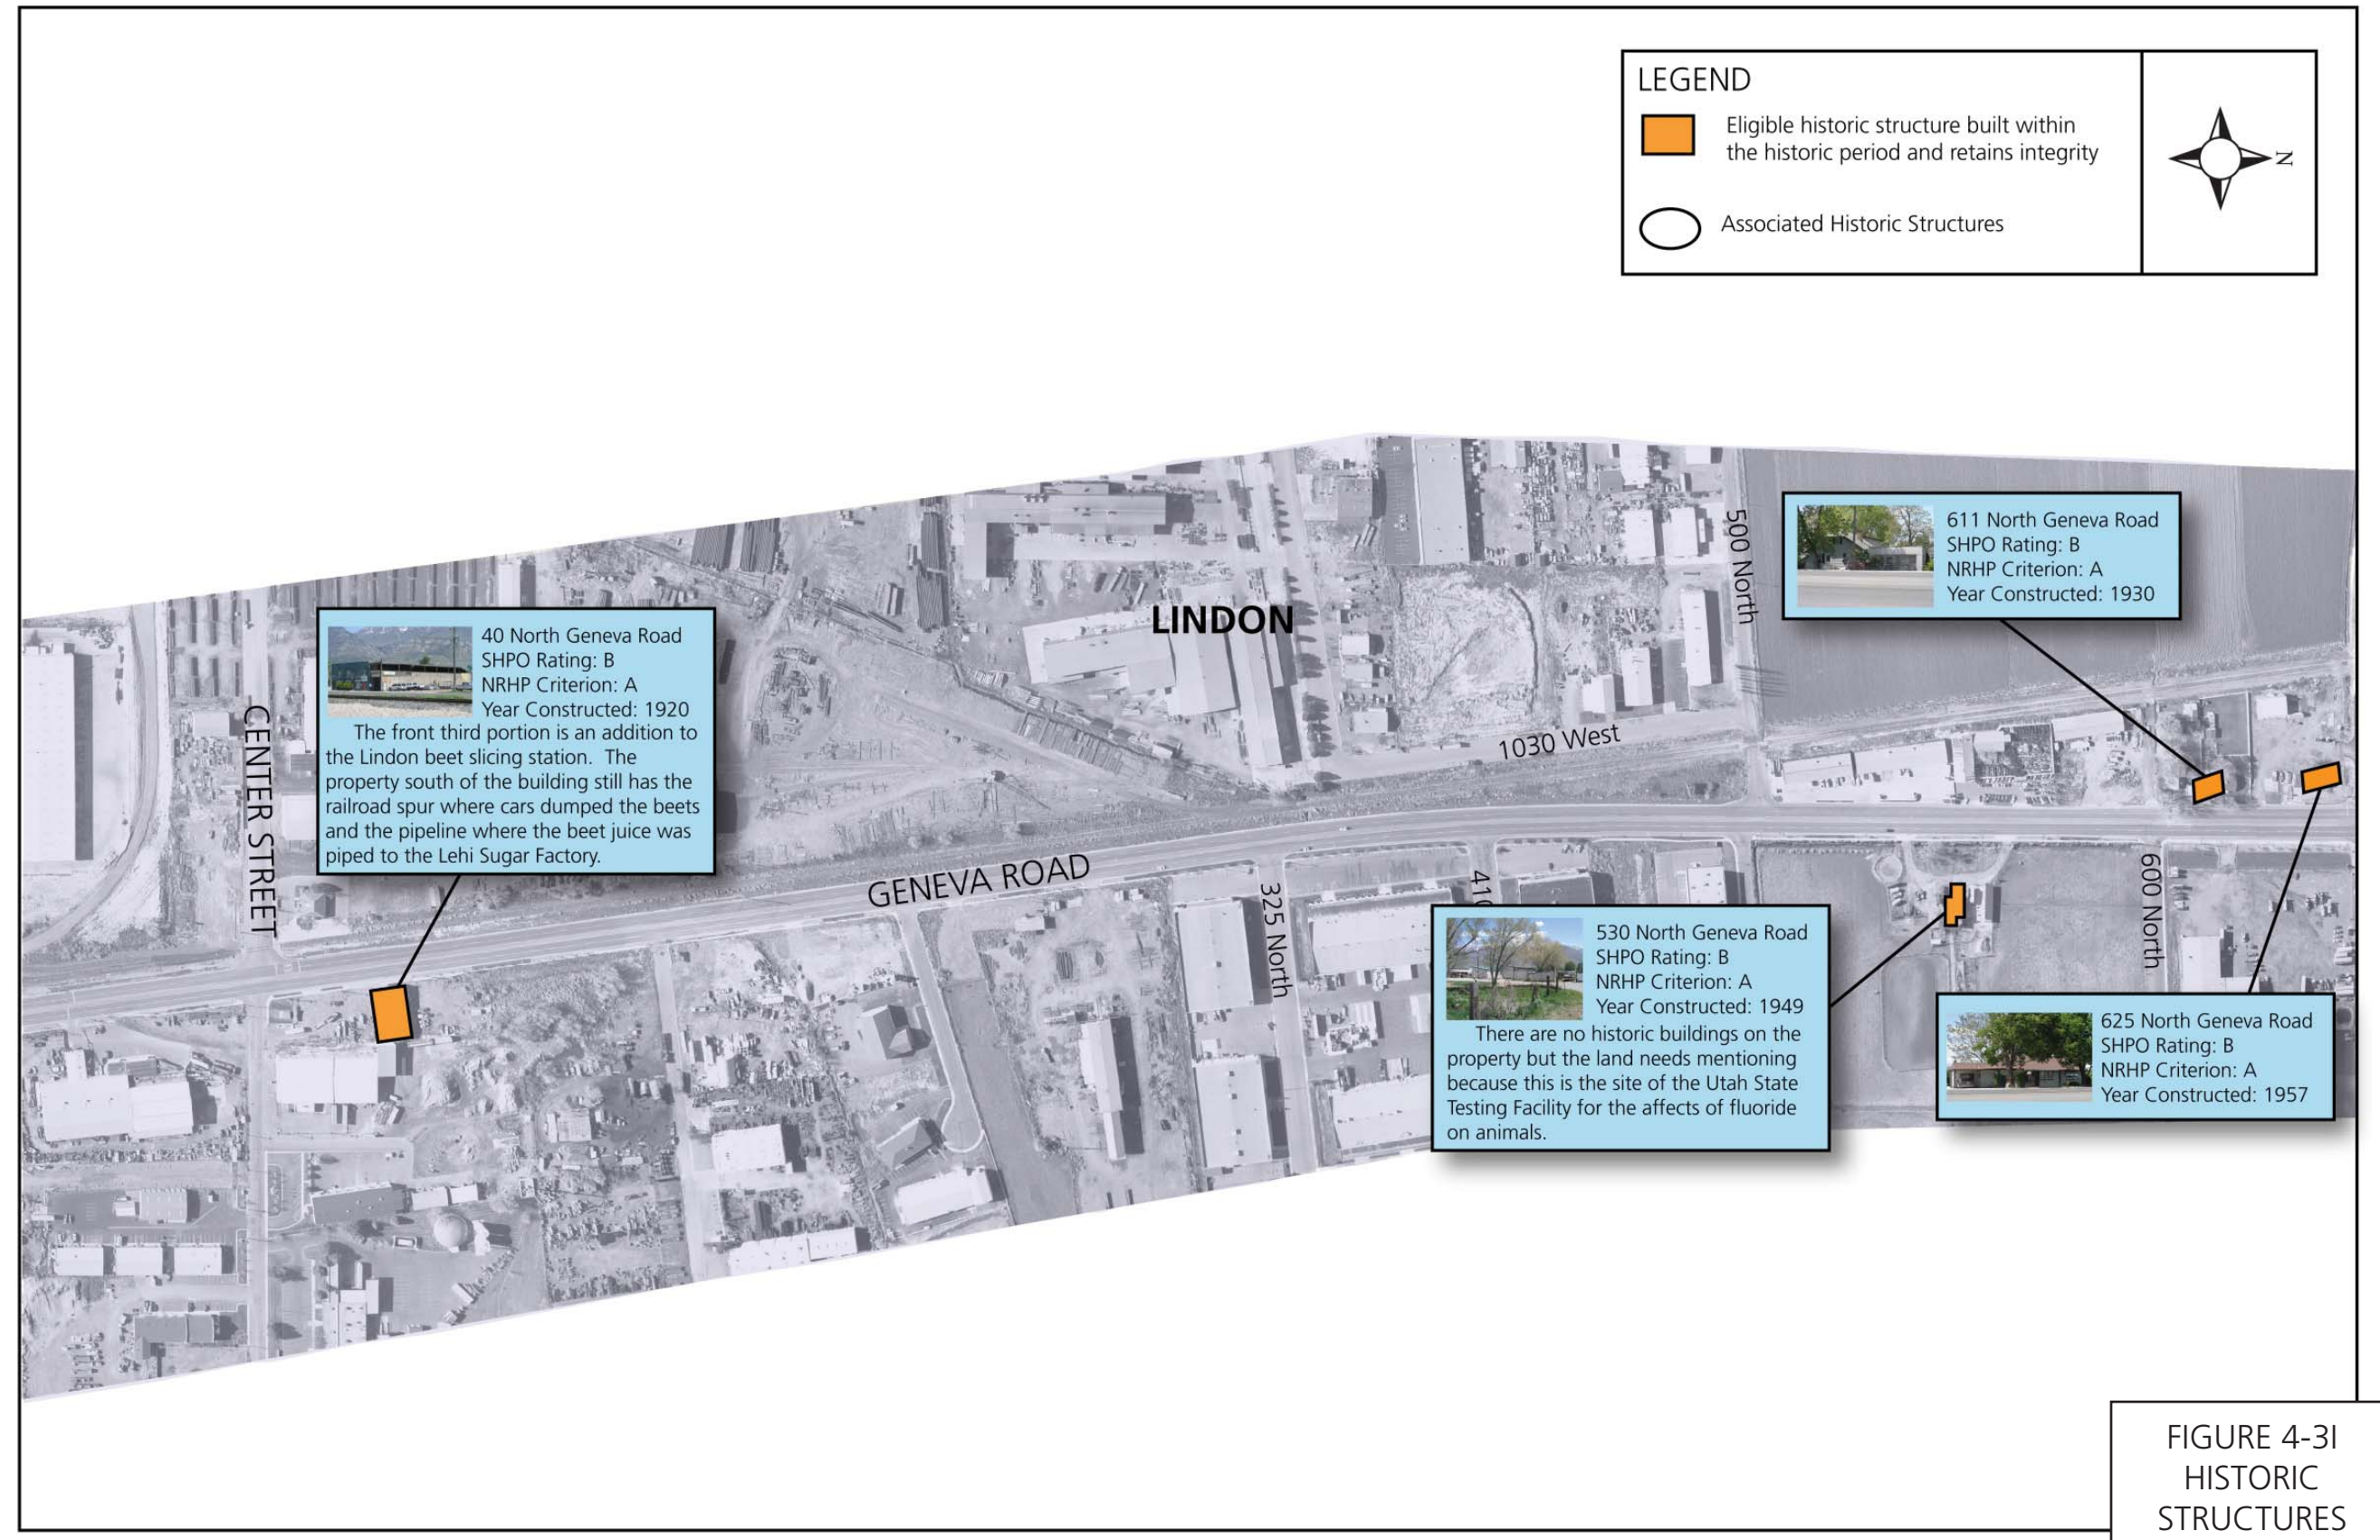 LEGEND
Eligible historic structure built within
the historic period and retains integrity
Associated Historic Structures
N
500 North
611 North Geneva Road
SHPO Rating: B
NRHP Criterion: A
Year Constructed: 1930
LINDON
40 North Geneva Road
SHPO Rating: B
NRHP Criterion: A
Year Constructed: 1920
The front third portion is an addition to
the Lindon beet slicing station. The
property south of the building still has the
railroad spur where cars dumped the beets
and the pipeline where the beet juice was
piped to the Lehi Sugar Factory.
CENTER STREET
1030 West
GENEVA ROAD
325 North
410
600 North
530 North Geneva Road
SHPO Rating: B
NRHP Criterion: A
Year Constructed: 1949
There are no historic buildings on the
property but the land needs mentioning
because this is the site of the Utah State
Testing Facility for the affects of fluoride
on animals.
625 North Geneva Road
SHPO Rating: B
NRHP Criterion: A
Year Constructed: 1957
FIGURE 4-3I
HISTORIC
STRUCTURES